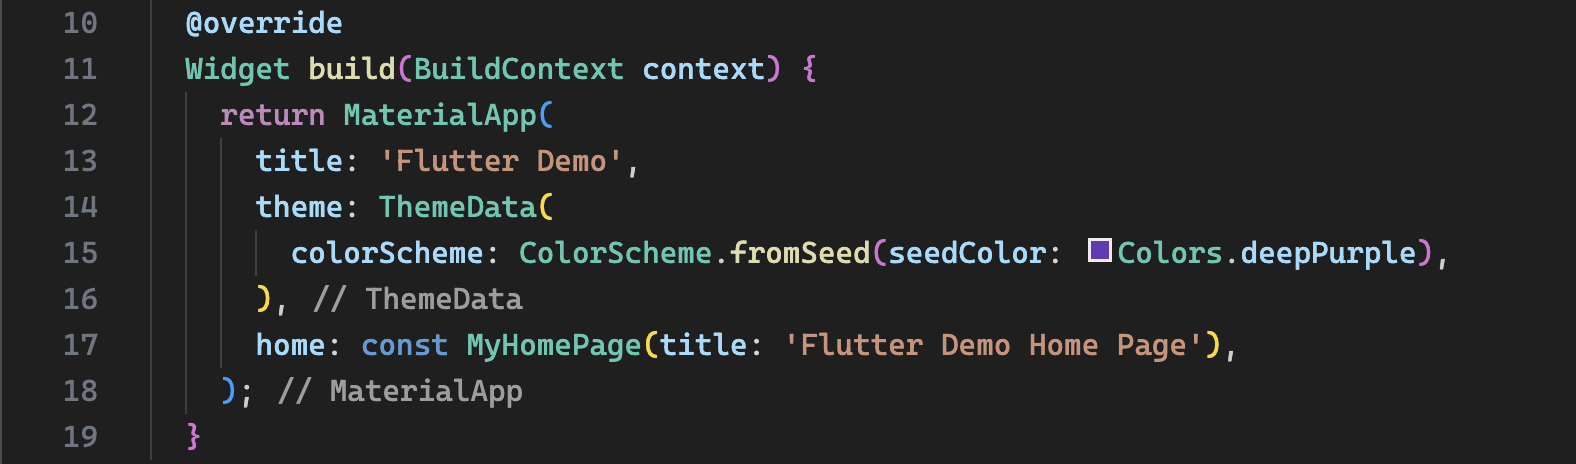 10 @override
11 Widget build(BuildContext context) {
12 return MaterialApp(
13 title: 'Flutter Demo',
14 theme: ThemeData(
15 colorScheme: ColorScheme.fromSeed(seedColor: Colors.deepPurple),
16 ), // ThemeData
17 home: const MyHomePage(title: 'Flutter Demo Home Page'),
18 ); // MaterialApp
19 }